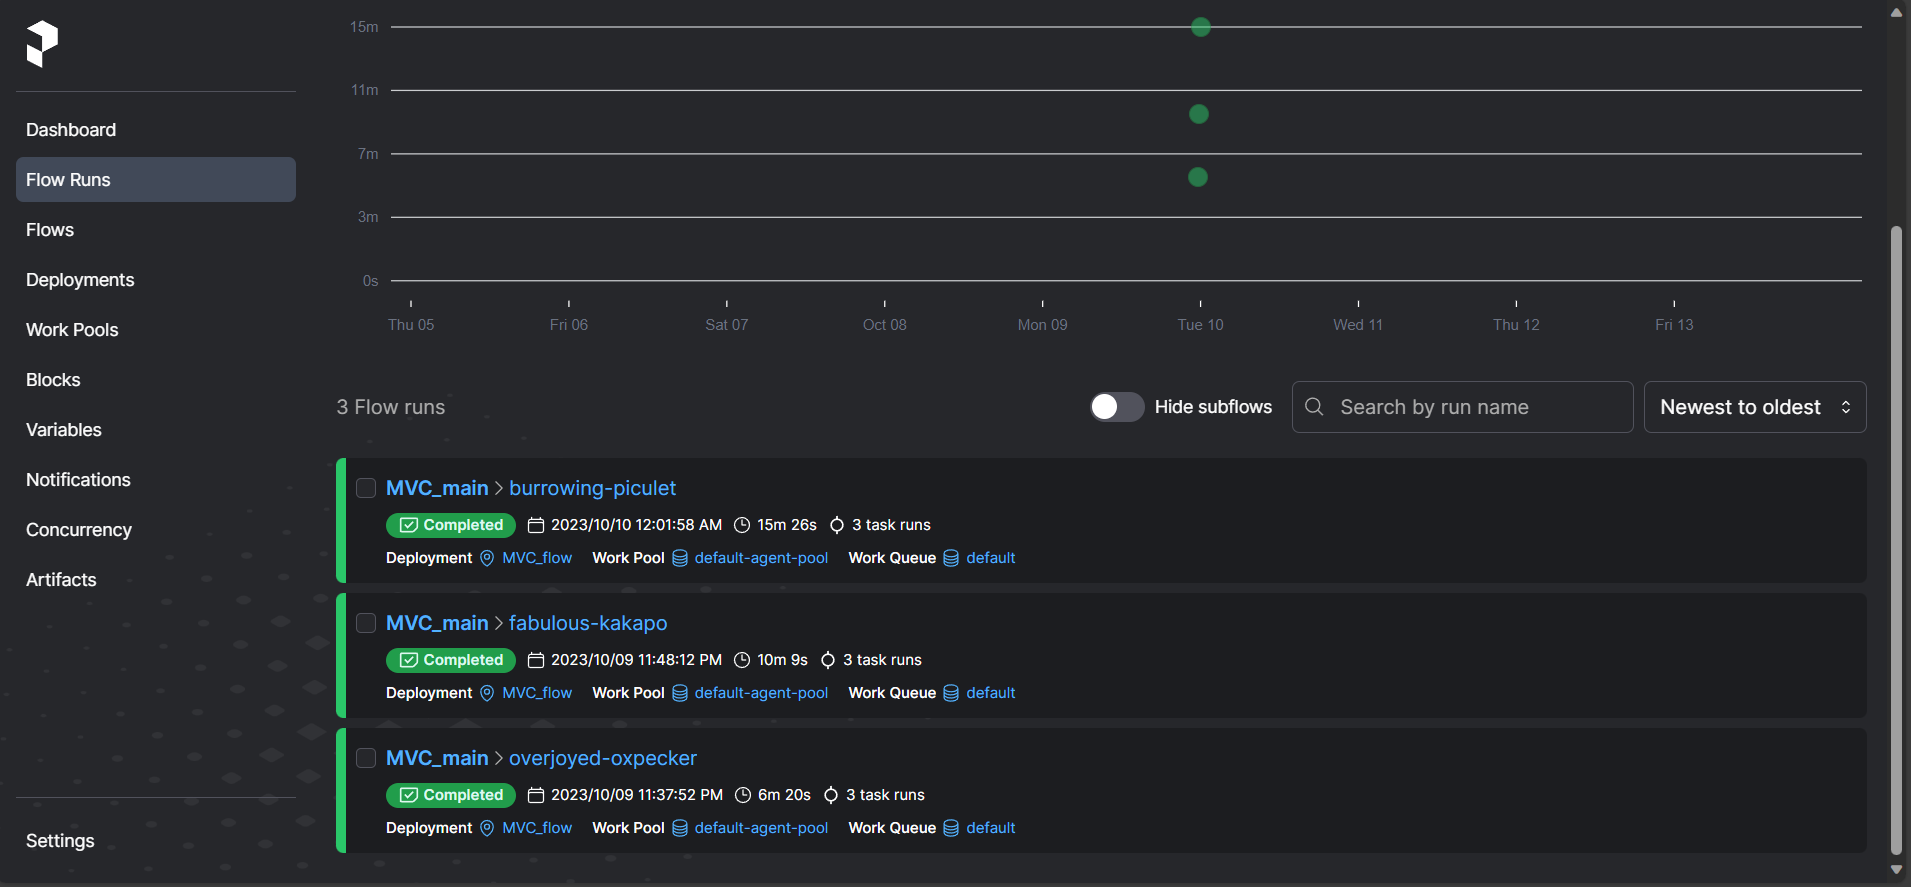 Dashboard
Flow Runs
Flows
Deployments
Work Pools
Blocks
Variables
Notifications
Concurrency
Artifacts
Settings
15m
11m
7m
3m
0s
Thu 05 Fri 06 Sat 07 Oct 08 Mon 09 Tue 10 Wed 11 Thu 12 Fri 13
3 Flow runs Hide subflows Search by run name Newest to oldest
MVC_main > burrowing-piculet
Completed 2023/10/10 12:01:58 AM 15m 26s 3 task runs
Deployment MVC_flow Work Pool default-agent-pool Work Queue default
MVC_main > fabulous-kakapo
Completed 2023/10/09 11:48:12 PM 10m 9s 3 task runs
Deployment MVC_flow Work Pool default-agent-pool Work Queue default
MVC_main > overjoyed-oxpecker
Completed 2023/10/09 11:37:52 PM 6m 20s 3 task runs
Deployment MVC_flow Work Pool default-agent-pool Work Queue default